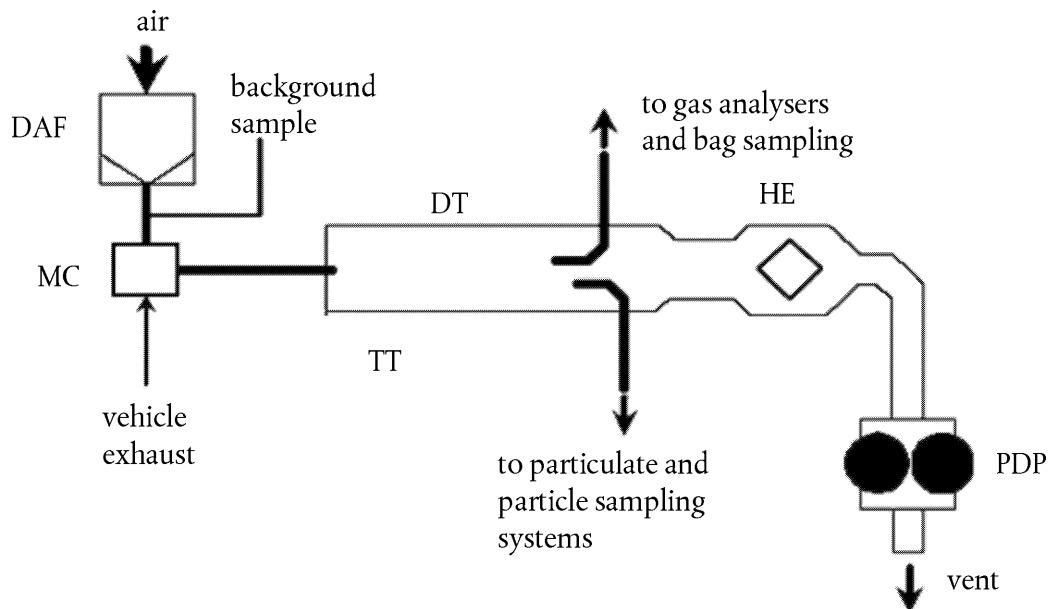 air
DAF
background
sample
to gas analysers
and bag sampling
DT
HE
MC
TT
vehicle
exhaust
to particulate and
particle sampling
systems
PDP
vent